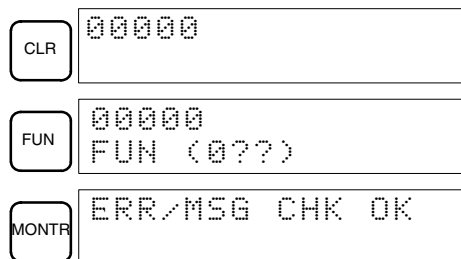 CLR
00000
FUN
00000
FUN (0??)
MONTR
ERR/MSG CHK OK